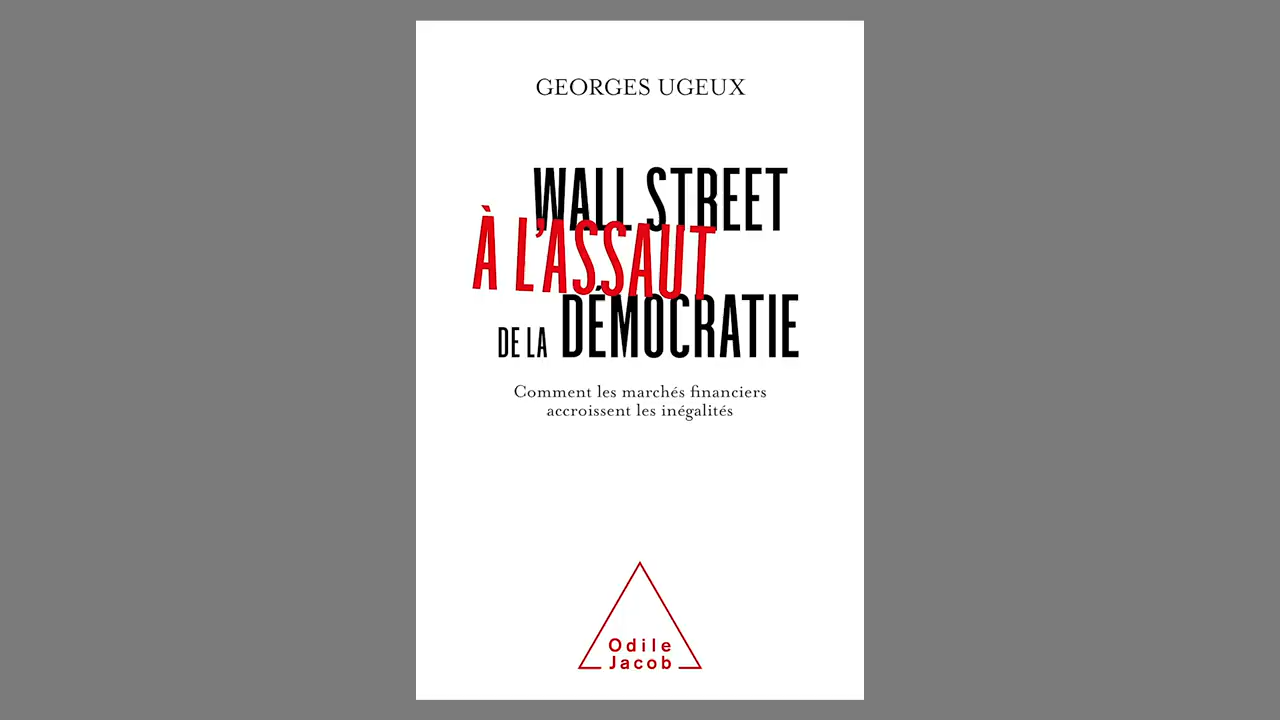 GEORGES UGEUX
WALL STREET
À L'ASSAUT
DE LA DÉMOCRATIE
Comment les marchés financiers
accroissent les inégalités
Odile
Jacob